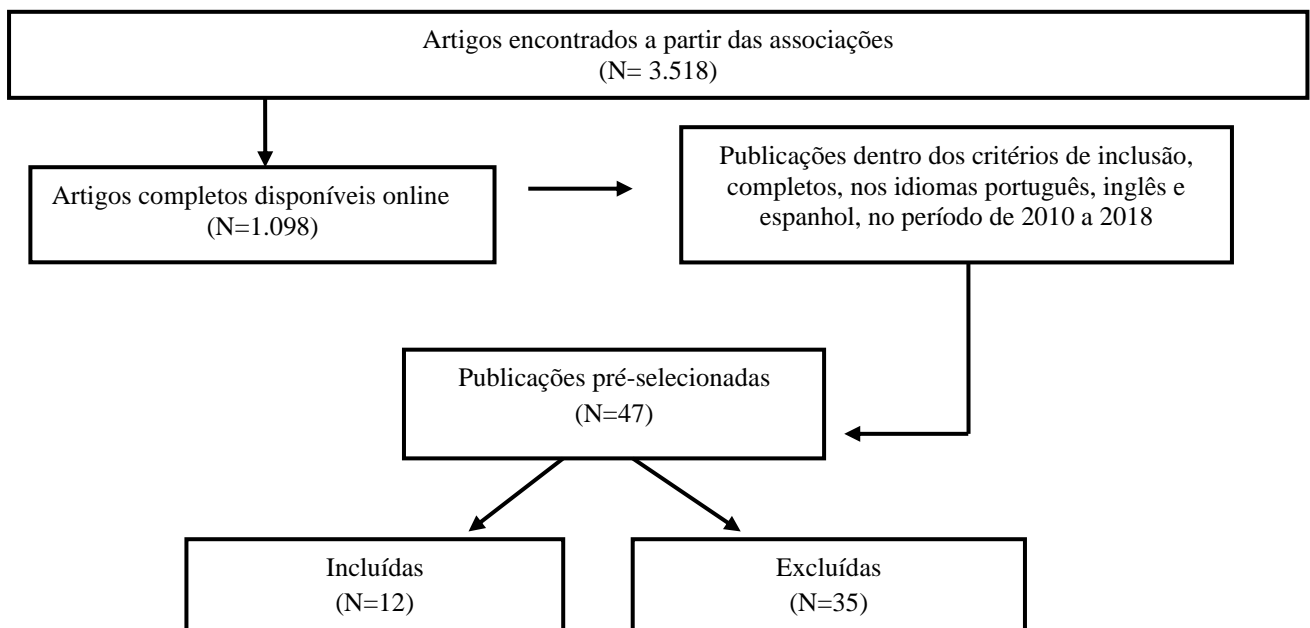 Artigos encontrados a partir das associações
(N= 3.518)
Artigos completos disponíveis online
(N=1.098)
Publicações dentro dos critérios de inclusão,
completos, nos idiomas português, inglês e
espanhol, no período de 2010 a 2018
Publicações pré-selecionadas
(N=47)
Incluídas
(N=12)
Excluídas
(N=35)